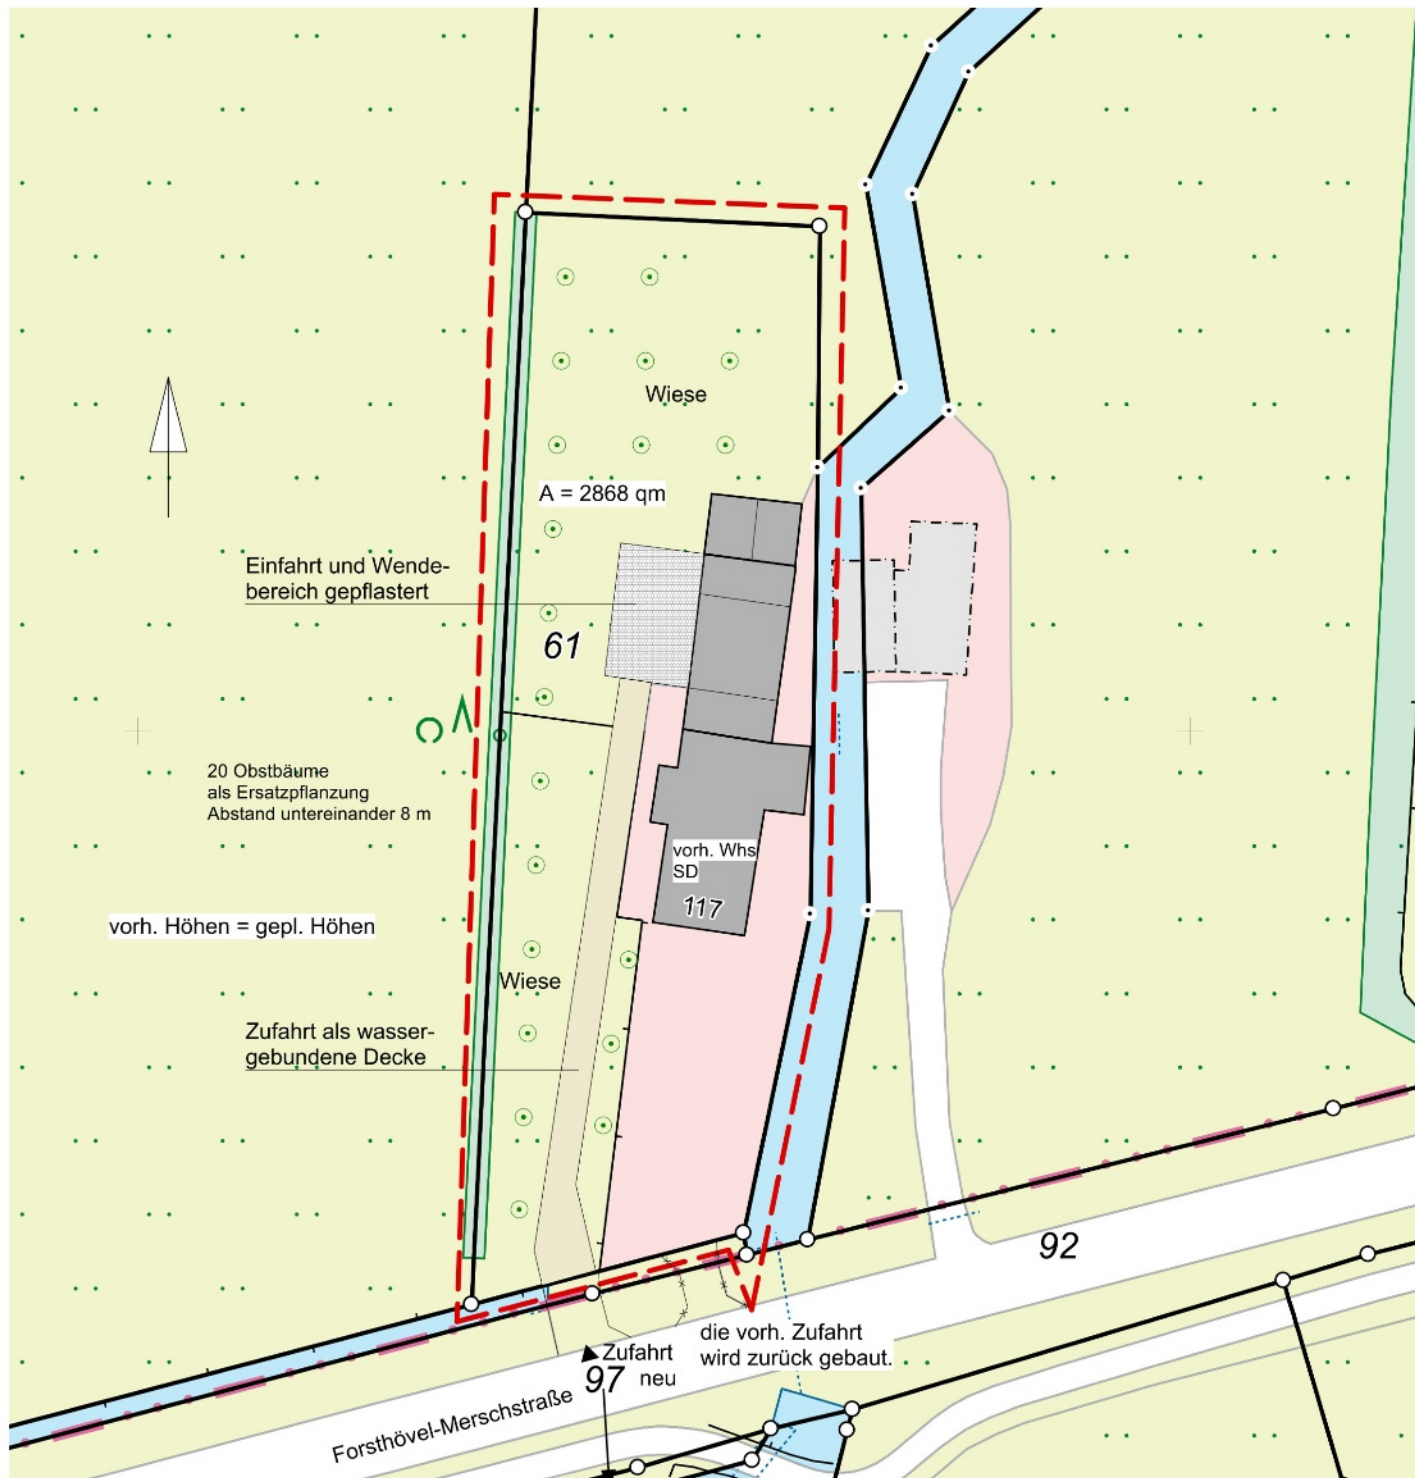 Wiese
A = 2868 qm
Einfahrt und Wende-
bereich gepflastert
61
20 Obstbäume
als Ersatzpflanzung
Abstand untereinander 8 m
vorh. Whs
SD
117
vorh. Höhen = gepl. Höhen
Wiese
Zufahrt als wasser-
gebundene Decke
92
die vorh. Zufahrt
wird zurück gebaut.
Zufahrt
neu
97
Forsthövel-Merschstraße